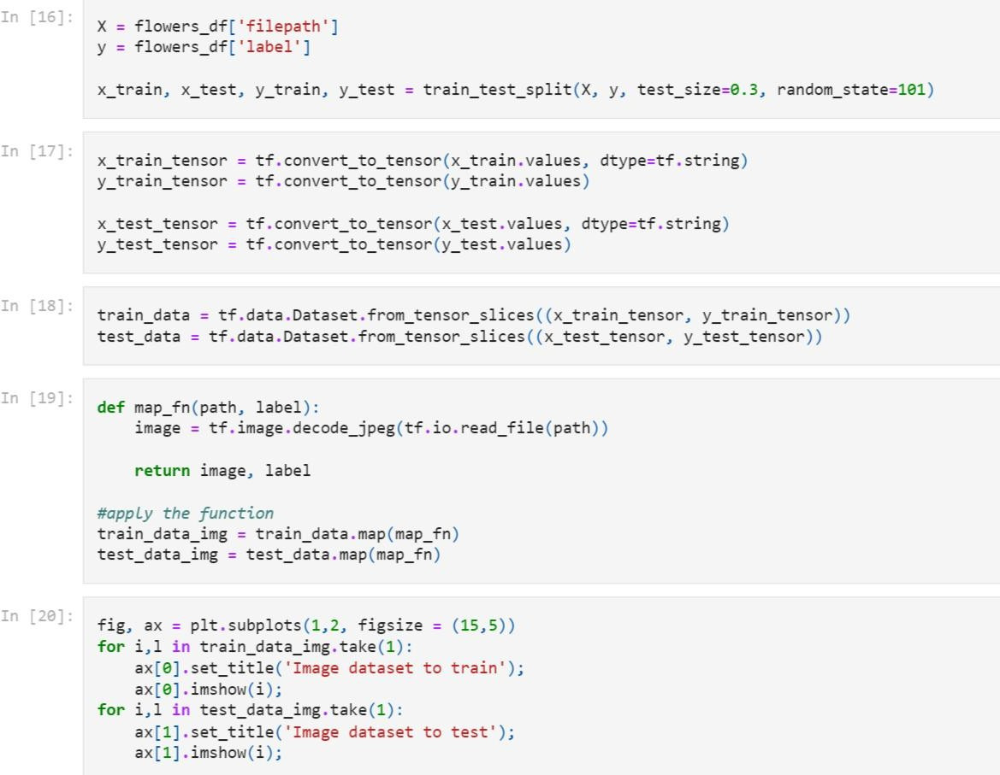 In [16]:
X = flowers_df['filepath']
y = flowers_df['label']
x_train, x_test, y_train, y_test = train_test_split(X, y, test_size=0.3, random_state=101)
In [17]:
x_train_tensor = tf.convert_to_tensor(x_train.values, dtype=tf.string)
y_train_tensor = tf.convert_to_tensor(y_train.values)
x_test_tensor = tf.convert_to_tensor(x_test.values, dtype=tf.string)
y_test_tensor = tf.convert_to_tensor(y_test.values)
In [18]:
train_data = tf.data.Dataset.from_tensor_slices((x_train_tensor, y_train_tensor))
test_data = tf.data.Dataset.from_tensor_slices((x_test_tensor, y_test_tensor))
In [19]:
def map_fn(path, label):
    image = tf.image.decode_jpeg(tf.io.read_file(path))
    return image, label
#apply the function
train_data_img = train_data.map(map_fn)
test_data_img = test_data.map(map_fn)
In [20]:
fig, ax = plt.subplots(1,2, figsize = (15,5))
for i,l in train_data_img.take(1):
    ax[0].set_title('Image dataset to train');
    ax[0].imshow(i);
for i,l in test_data_img.take(1):
    ax[1].set_title('Image dataset to test');
    ax[1].imshow(i);